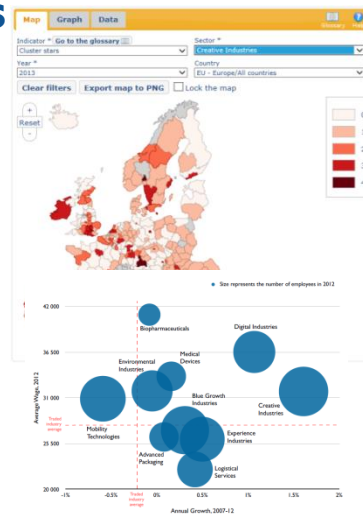 S
Map Graph Data
Glossary
Indicator * Go to the glossary
Sector *
Cluster stars
Creative Industries
Year *
Country
2013
EU - Europe/All countries
Clear filters Export map to PNG Lock the map
+
Reset
-
Size represents the number of employees in 2012
42 000
Biopharmaceuticals
Digital Industries
36 500
Medical
Devices
Environmental
Industries
Average Wage, 2012
31 000
Blue Growth
Industries
Creative
Industries
Traded
industry
average
Mobility
Technologies
Experience
Industries
25 500
Advanced
Packaging
Logistical
Services
20 000
-1% -0.5% 0% 0.5% 1% 1.5% 2%
Traded
industry
average
Annual Growth, 2007-12